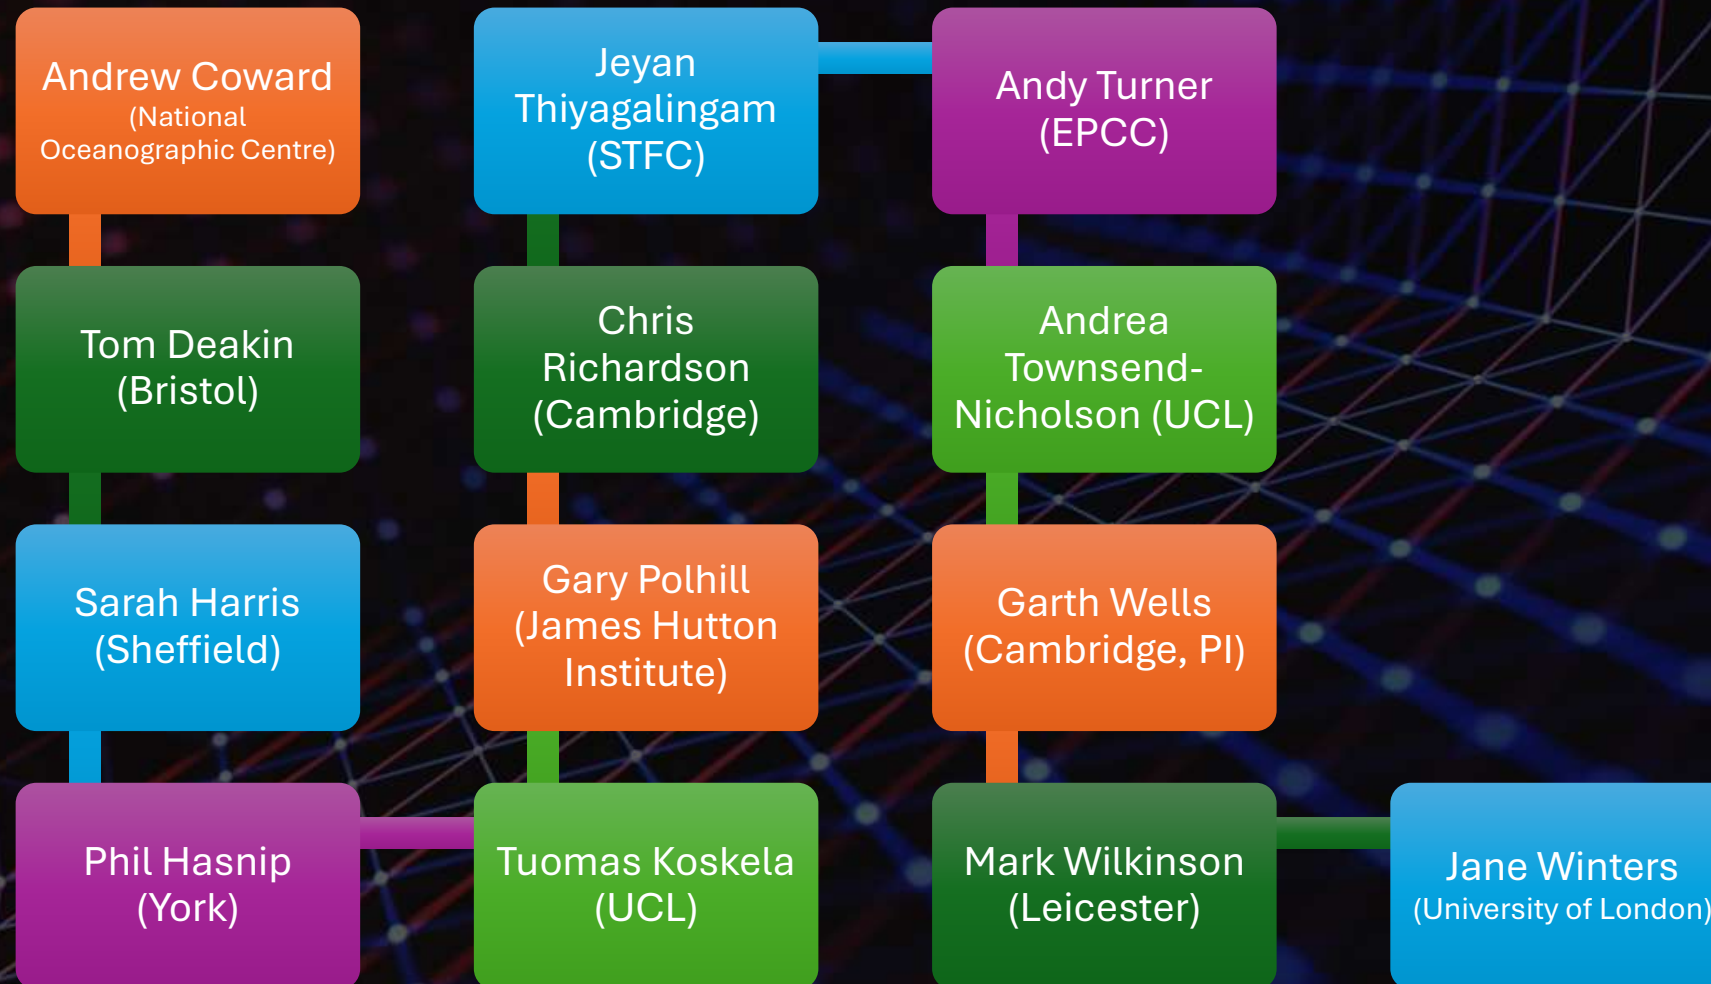 Andrew Coward
(National
Oceanographic Centre)
Tom Deakin
(Bristol)
Sarah Harris
(Sheffield)
Phil Hasnip
(York)
Tuomas Koskela
(UCL)
Gary Polhill
(James Hutton
Institute)
Chris
Richardson
(Cambridge)
Jeyan
Thiyagalingam
(STFC)
Andy Turner
(EPCC)
Andrea
Townsend-
Nicholson (UCL)
Garth Wells
(Cambridge, PI)
Mark Wilkinson
(Leicester)
Jane Winters
(University of London)